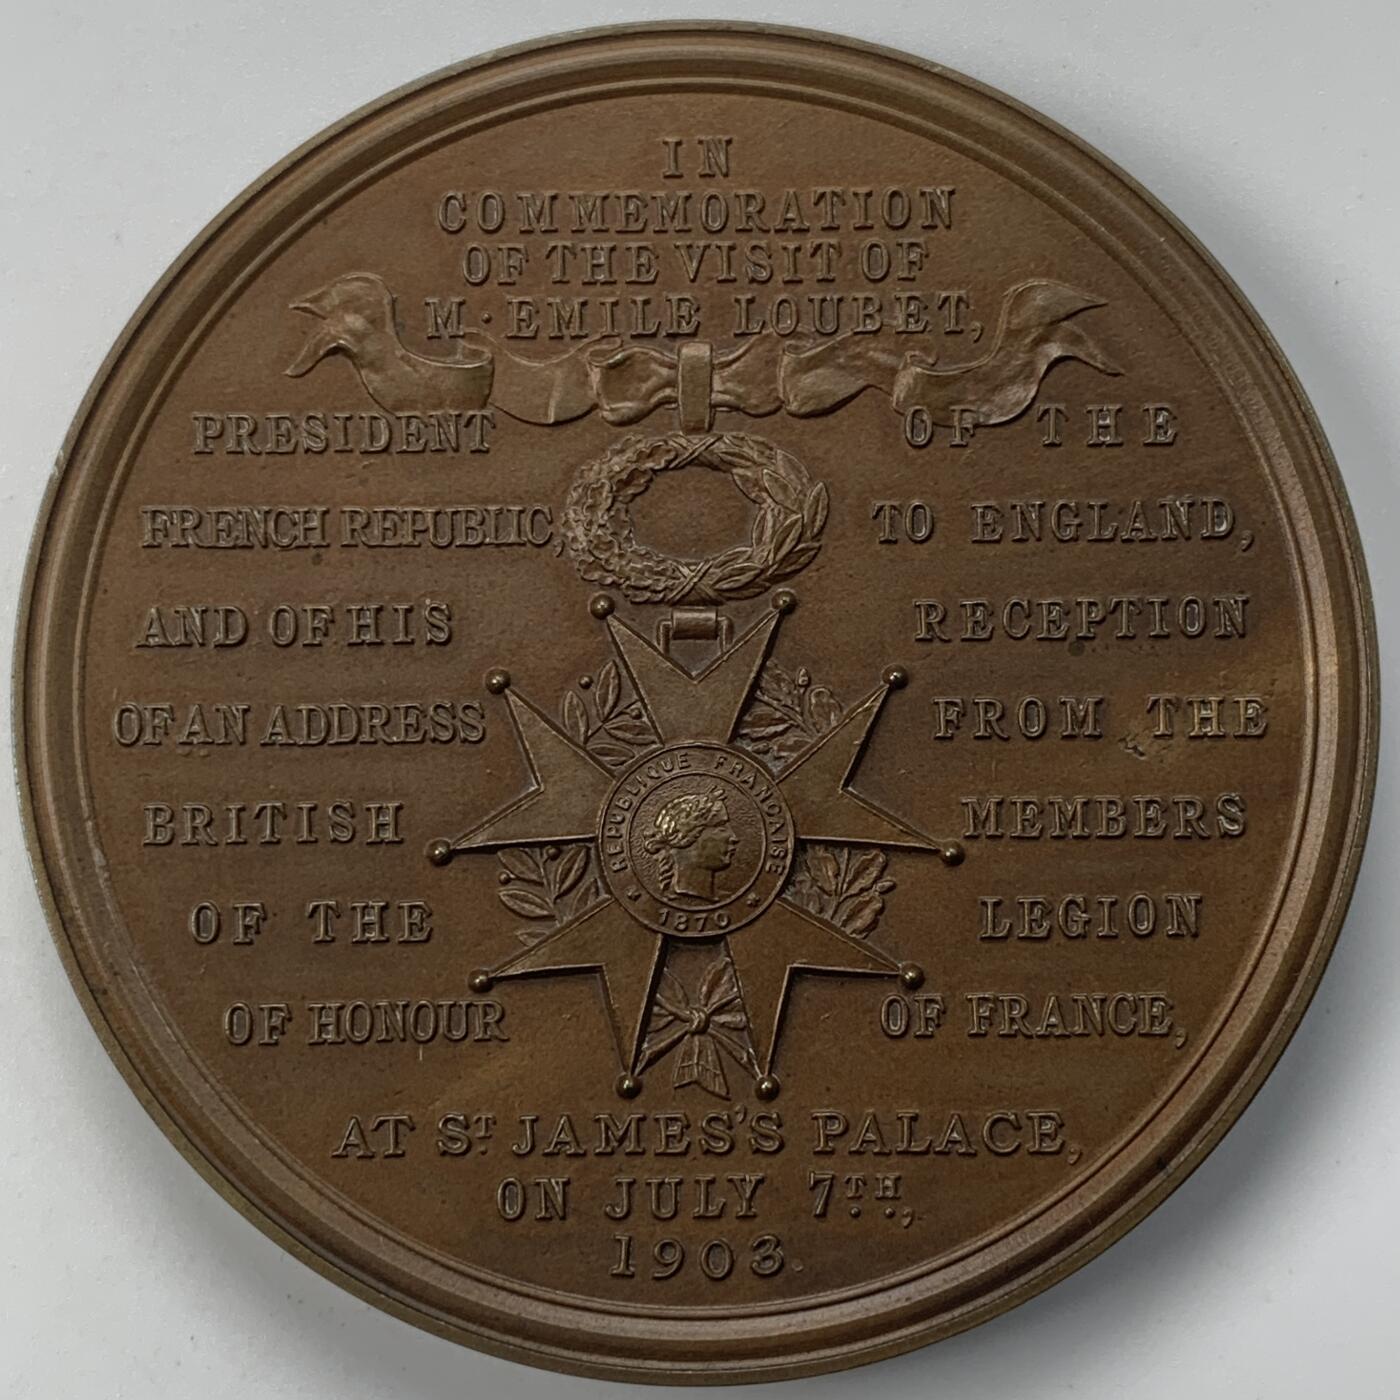 IN
COMMEMORATION
OF THE VISIT OF
M. EMILE LOUBET,
PRESIDENT OF THE
FRENCH REPUBLIC, TO ENGLAND,
AND OF HIS RECEPTION
OF AN ADDRESS FROM THE
BRITISH MEMBERS
OF THE LEGION
OF HONOUR OF FRANCE,
AT ST JAMES'S PALACE,
ON JULY 7TH,
1903.
REPUBLIQUE FRANÇAISE
* 1870 *